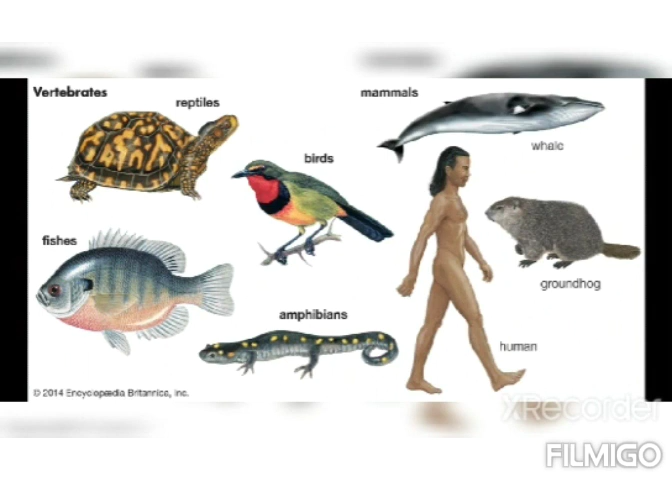 Vertebrates
reptiles
birds
fishes
amphibians
mammals
whale
groundhog
human
© 2014 Encyclopædia Britannica, Inc.
XRecorder
FILMIGO